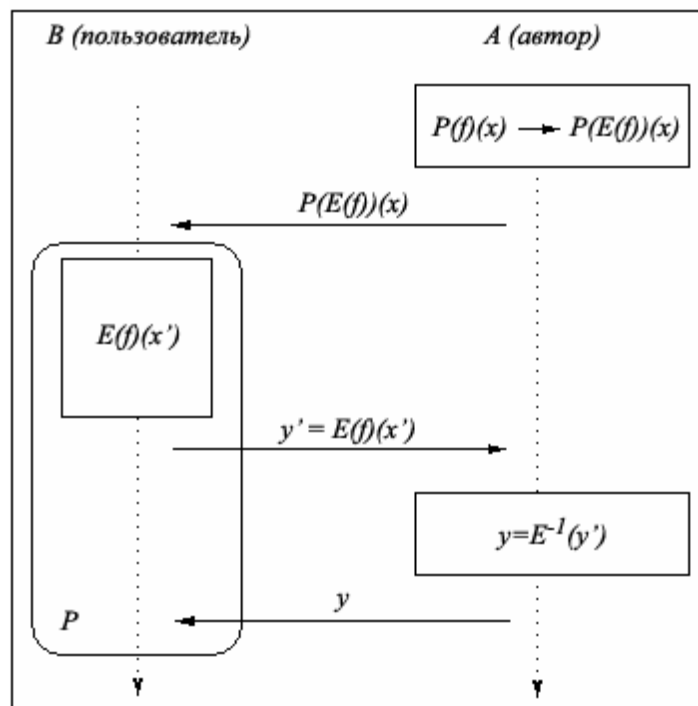 B (пользователь)
A (автор)
P(f)(x) → P(E(f))(x)
P(E(f))(x)
E(f)(x’)
y’ = E(f)(x’)
y=E⁻¹(y’)
y
P